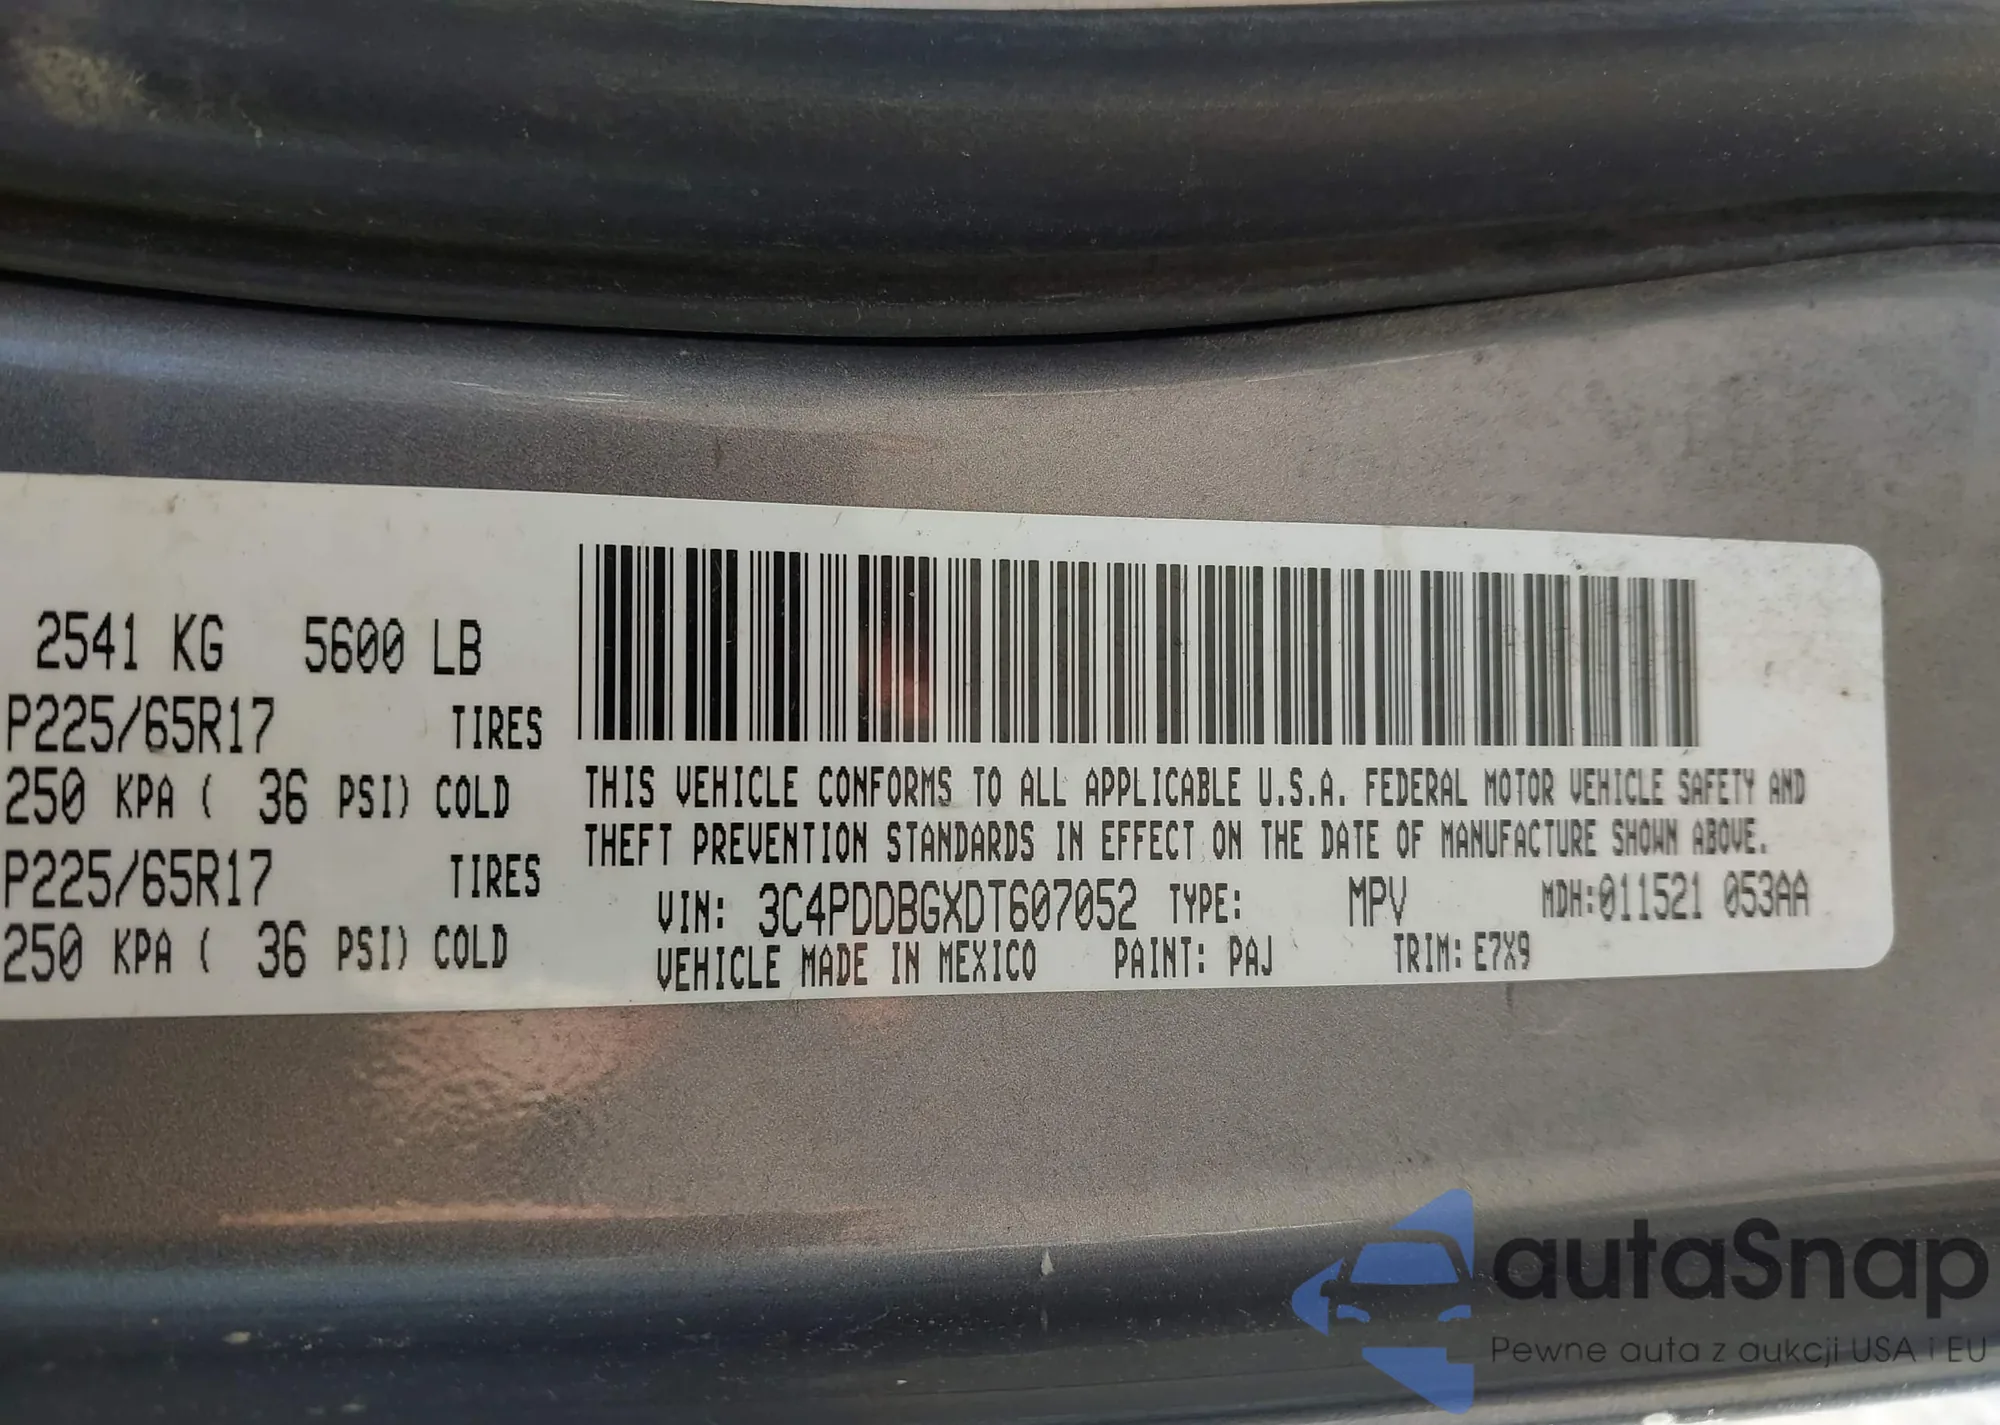 2541 KG 5600 LB
P225/65R17 TIRES
250 KPA ( 36 PSI) COLD
P225/65R17 TIRES
250 KPA ( 36 PSI) COLD
THIS VEHICLE CONFORMS TO ALL APPLICABLE U.S.A. FEDERAL MOTOR VEHICLE SAFETY AND
THEFT PREVENTION STANDARDS IN EFFECT ON THE DATE OF MANUFACTURE SHOWN ABOVE.
VIN: 3C4PDDBGXDT607052 TYPE: MPV MDH:011521 053AA
VEHICLE MADE IN MEXICO PAINT: PAJ TRIM: E7X9
autaSnap
Pewne auta z aukcji USA i EU